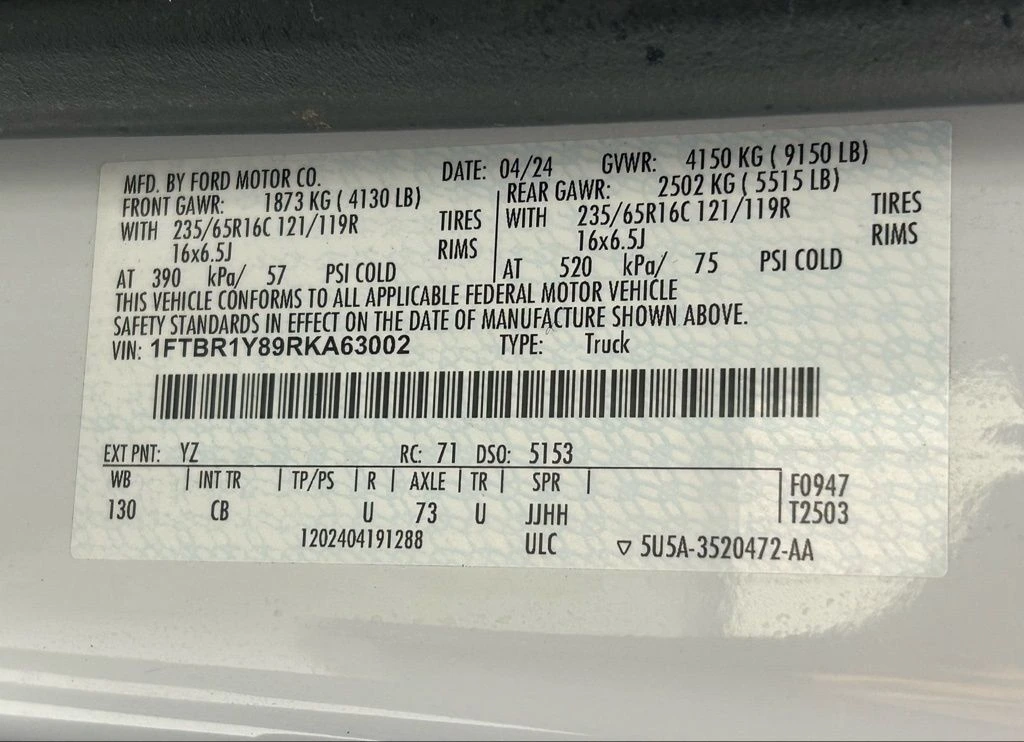 MFD. BY FORD MOTOR CO. DATE: 04/24 GVWR: 4150 KG ( 9150 LB)
FRONT GAWR: 1873 KG ( 4130 LB) REAR GAWR: 2502 KG ( 5515 LB)
WITH 235/65R16C 121/119R TIRES WITH 235/65R16C 121/119R TIRES
16x6.5J RIMS 16x6.5J RIMS
AT 390 kPa/ 57 PSI COLD AT 520 kPa/ 75 PSI COLD
THIS VEHICLE CONFORMS TO ALL APPLICABLE FEDERAL MOTOR VEHICLE
SAFETY STANDARDS IN EFFECT ON THE DATE OF MANUFACTURE SHOWN ABOVE.
VIN: 1FTBR1Y89RKA63002 TYPE: Truck
EXT PNT: YZ RC: 71 DSO: 5153
WB | INT TR | TP/PS | R | AXLE | TR | SPR | F0947
130 CB U 73 U JJHH T2503
1202404191288 ULC ▽ 5U5A-3520472-AA